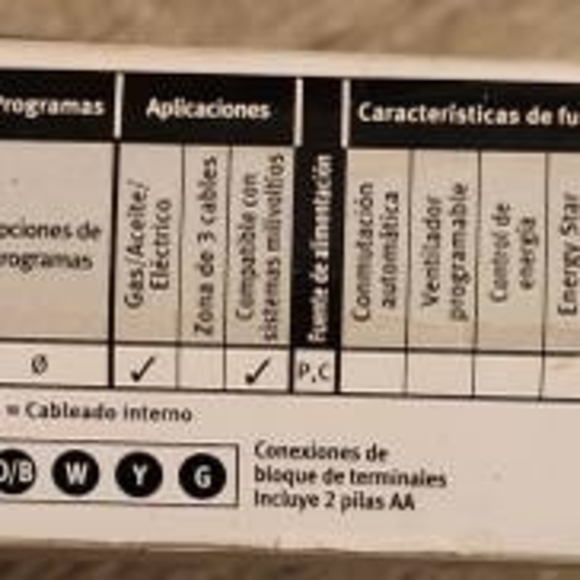 Programas Aplicaciones Características de fu
pciones de
rogramas
Gas/Aceite/
Eléctrico
Zona de 3 cables
Compatible con
sistemas milivoltios
Fuente de alimentación
Conmutación
automática
Ventilador
programable
Control de
energía
Energy Star
Ø ✓ ✓ P,C
= Cableado interno
O/B W Y G
Conexiones de
bloque de terminales
Incluye 2 pilas AA